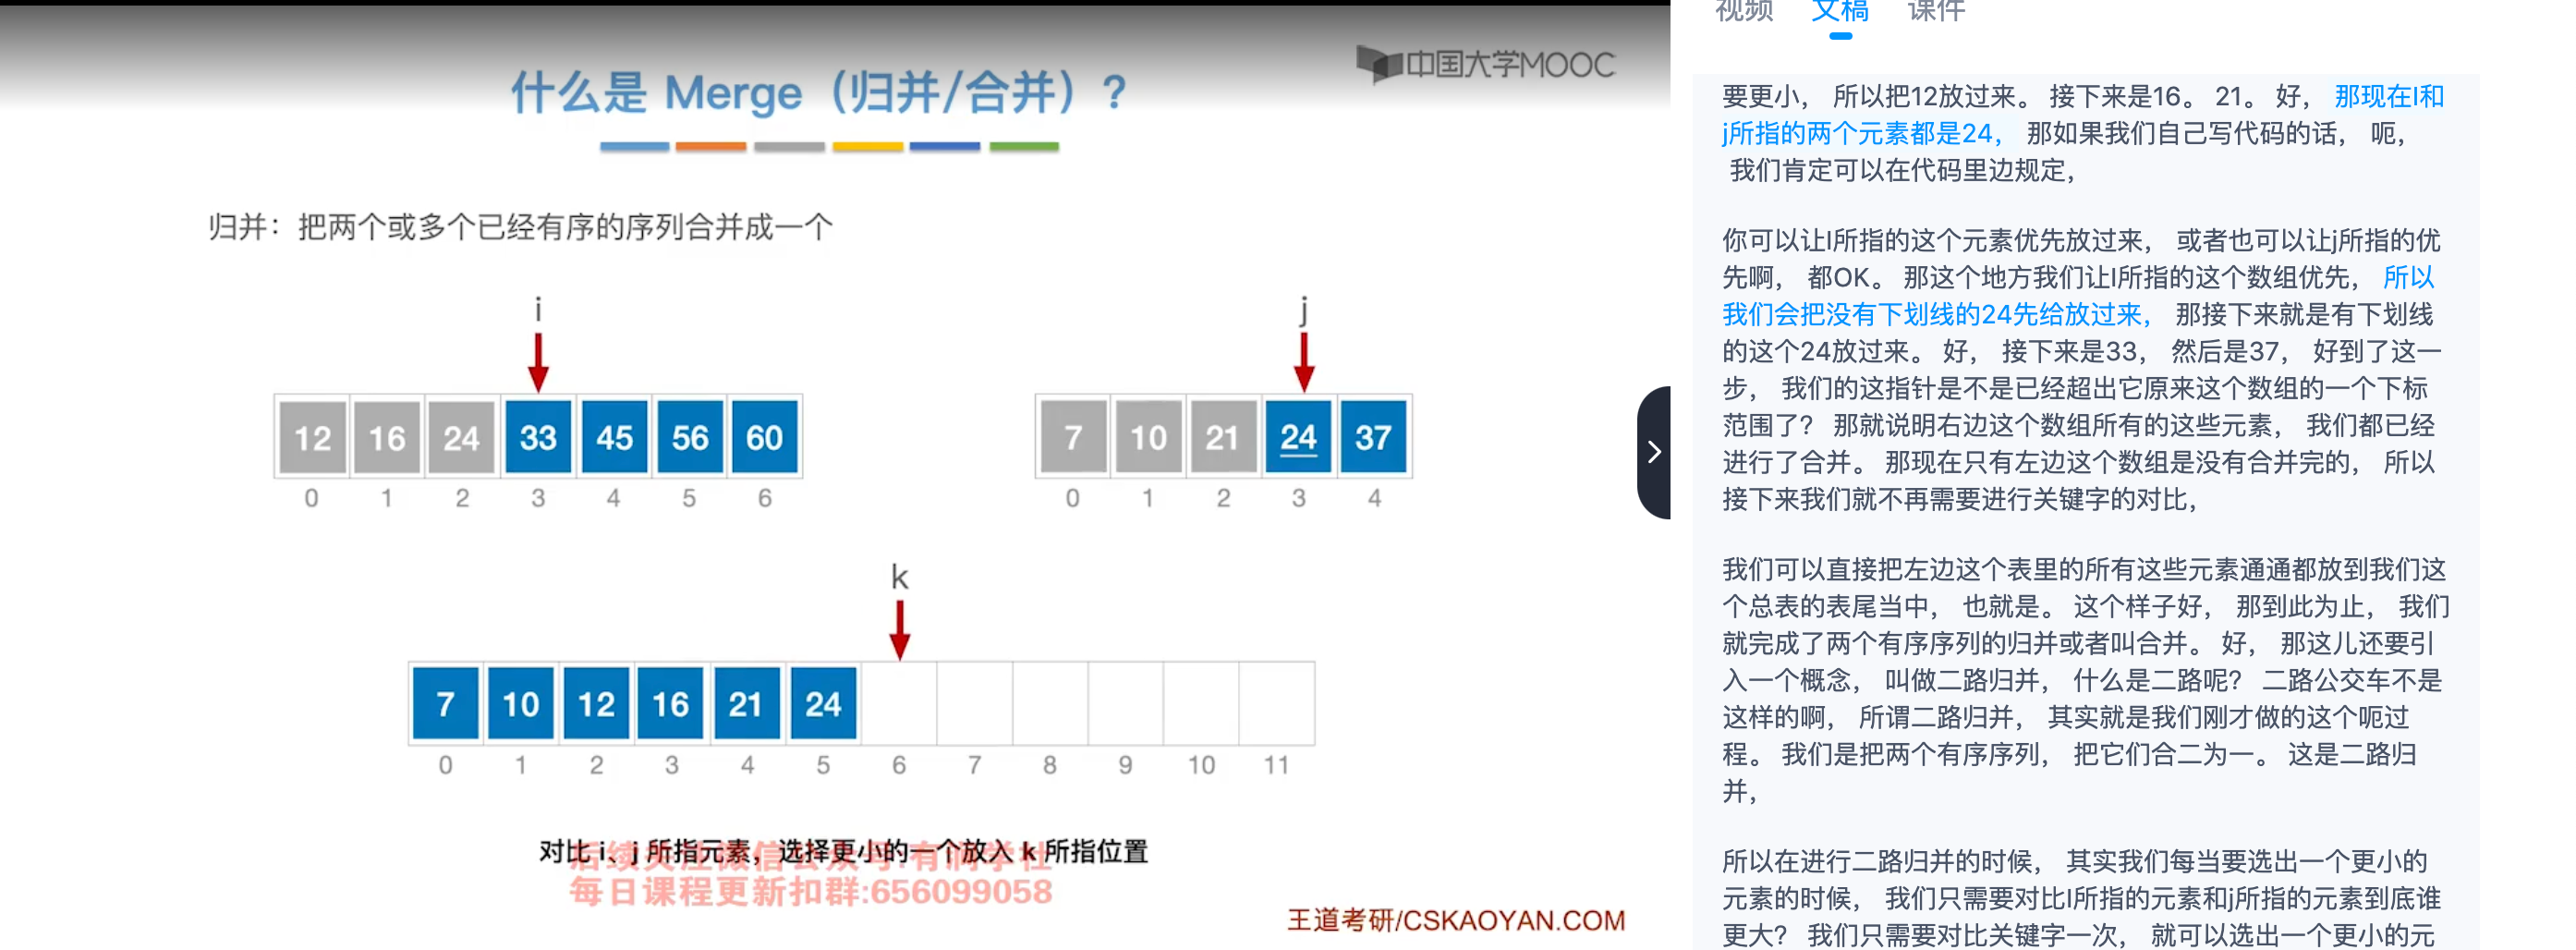 中国大学MOOC
什么是 Merge（归并/合并）?
归并：把两个或多个已经有序的序列合并成一个
i
j
12 16 24 33 45 56 60
0 1 2 3 4 5 6
7 10 21 24 37
0 1 2 3 4
k
7 10 12 16 21 24
0 1 2 3 4 5 6 7 8 9 10 11
对比 i、j 所指元素，选择更小的一个放入 k 所指位置
后续关注微信公众号:有润学社
每日课程更新扣群:656099058
王道考研/CSKAOYAN.COM
视频 文稿 课件
要更小， 所以把12放过来。 接下来是16。 21。 好， 那现在I和
j所指的两个元素都是24， 那如果我们自己写代码的话， 呃，
我们肯定可以在代码里边规定，
你可以让I所指的这个元素优先放过来， 或者也可以让j所指的优
先啊， 都OK。 那这个地方我们让I所指的这个数组优先， 所以
我们会把没有下划线的24先给放过来， 那接下来就是有下划线
的这个24放过来。 好， 接下来是33， 然后是37， 好到了这一
步， 我们的这指针是不是已经超出它原来这个数组的一个下标
范围了? 那就说明右边这个数组所有的这些元素， 我们都已经
进行了合并。 那现在只有左边这个数组是没有合并完的， 所以
接下来我们就不再需要进行关键字的对比，
我们可以直接把左边这个表里的所有这些元素通通都放到我们这
个总表的表尾当中， 也就是。 这个样子好， 那到此为止， 我们
就完成了两个有序序列的归并或者叫合并。 好， 那这儿还要引
入一个概念， 叫做二路归并， 什么是二路呢? 二路公交车不是
这样的啊， 所谓二路归并， 其实就是我们刚才做的这个呃过
程。 我们是把两个有序序列， 把它们合二为一。 这是二路归
并，
所以在进行二路归并的时候， 其实我们每当要选出一个更小的
元素的时候， 我们只需要对比I所指的元素和j所指的元素到底谁
更大? 我们只需要对比关键字一次， 就可以选出一个更小的元